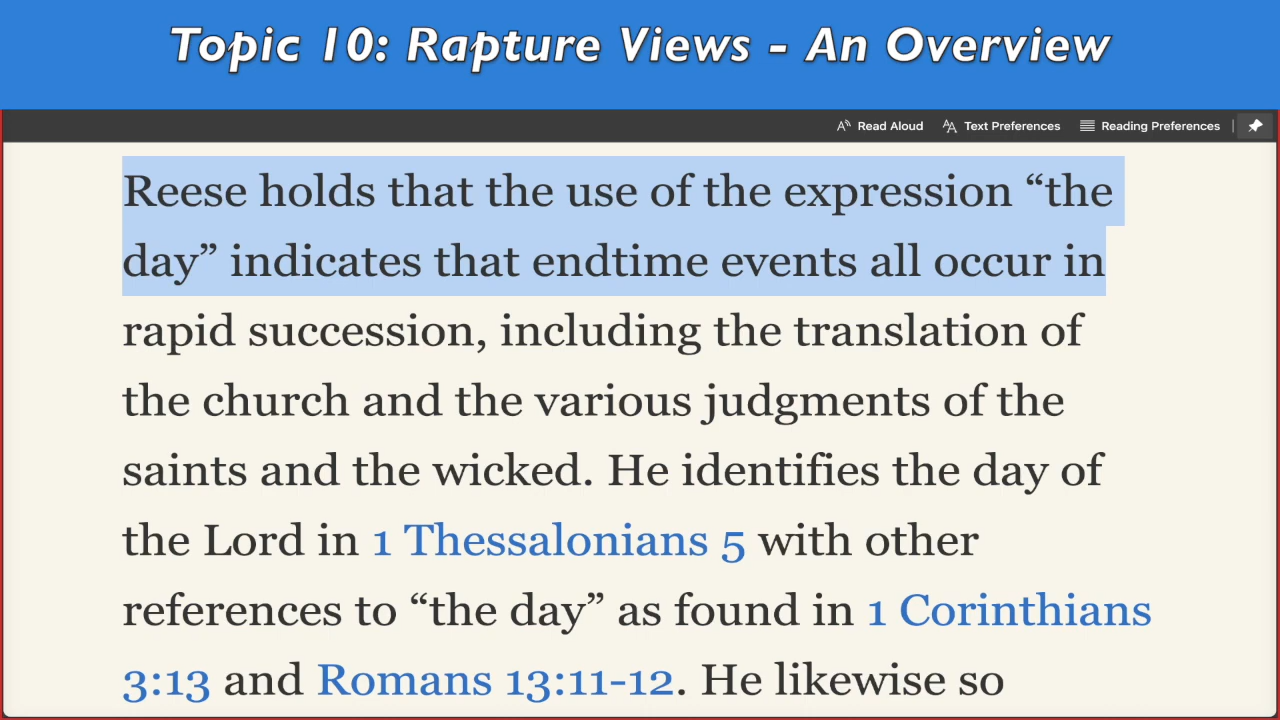 Topic 10: Rapture Views - An Overview
Read Aloud Text Preferences Reading Preferences
Reese holds that the use of the expression “the
day” indicates that endtime events all occur in
rapid succession, including the translation of
the church and the various judgments of the
saints and the wicked. He identifies the day of
the Lord in 1 Thessalonians 5 with other
references to “the day” as found in 1 Corinthians
3:13 and Romans 13:11-12. He likewise so